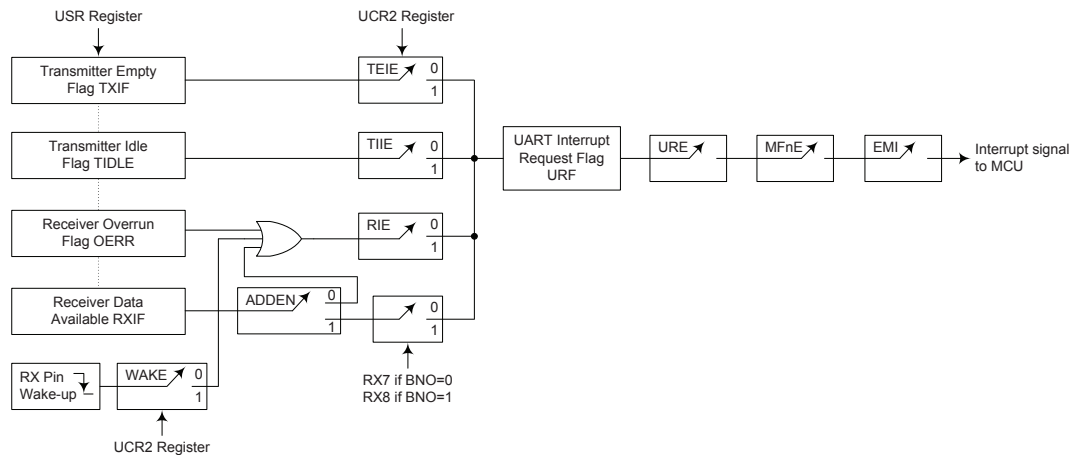 USR Register
UCR2 Register
Transmitter Empty
Flag TXIF
TEIE
0
1
Transmitter Idle
Flag TIDLE
TIIE
0
1
UART Interrupt
Request Flag
URF
URE
MFnE
EMI
Interrupt signal
to MCU
Receiver Overrun
Flag OERR
RIE
0
1
Receiver Data
Available RXIF
ADDEN
0
1
0
1
RX Pin
Wake-up
WAKE
0
1
RX7 if BNO=0
RX8 if BNO=1
UCR2 Register